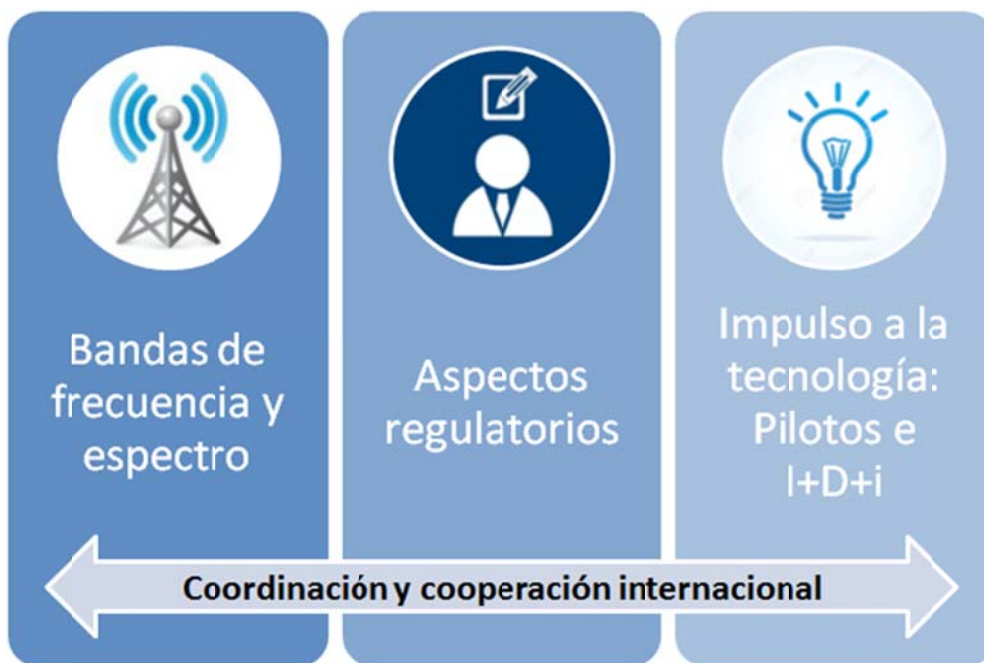 Bandas de
frecuencia y
espectro
Aspectos
regulatorios
Impulso a la
tecnología:
Pilotos e
I+D+i
Coordinación y cooperación internacional